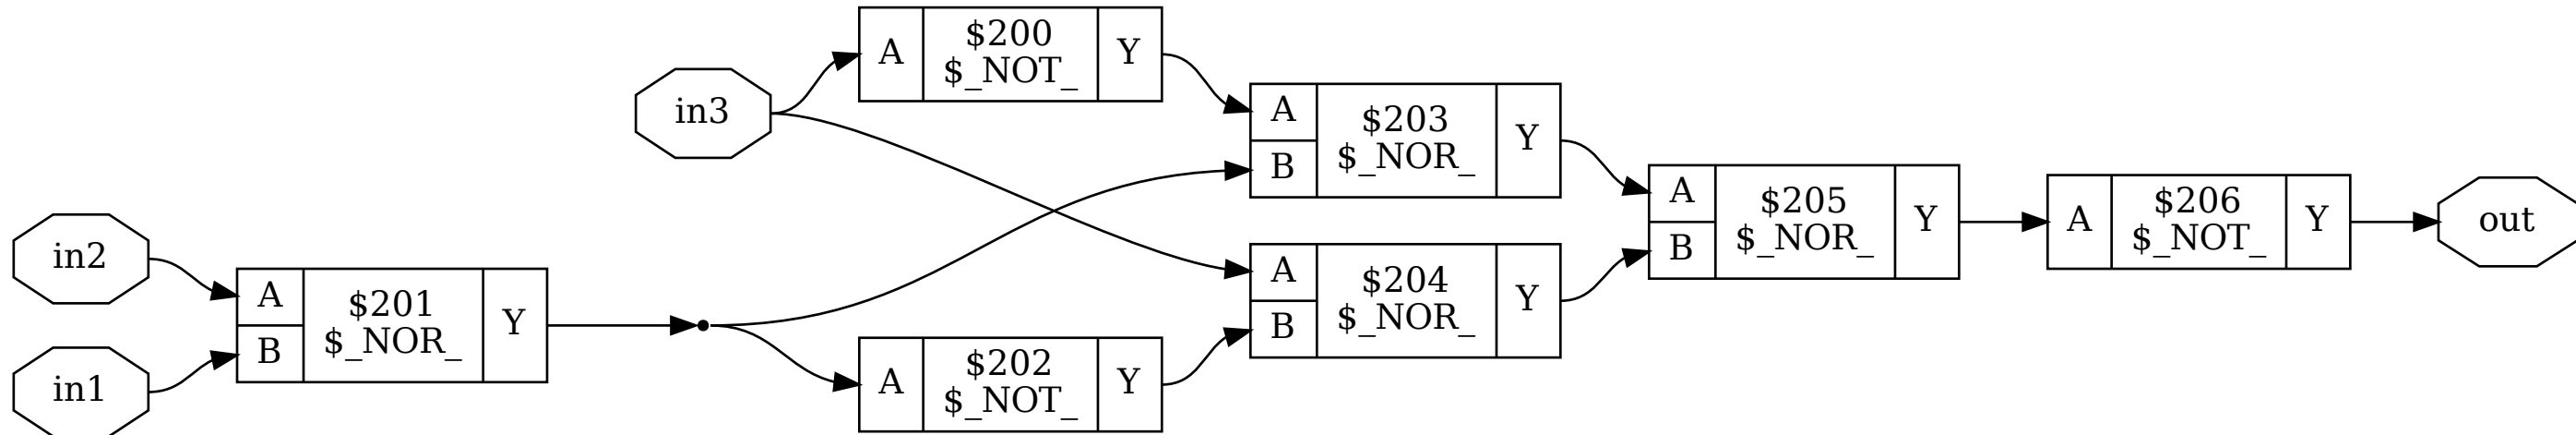 in3
A
$200
$_NOT_
Y
in2
in1
A
B
$201
$_NOR_
Y
A
$202
$_NOT_
Y
A
B
$203
$_NOR_
Y
A
B
$204
$_NOR_
Y
A
B
$205
$_NOR_
Y
A
$206
$_NOT_
Y
out